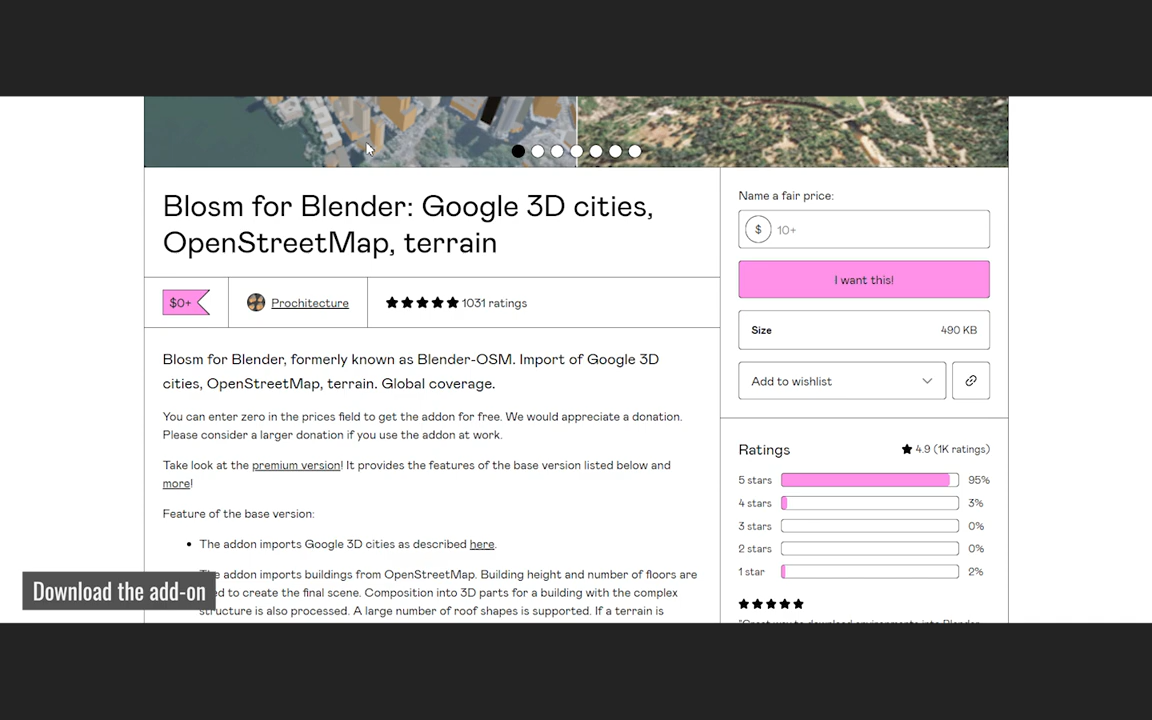 Blosm for Blender: Google 3D cities,
OpenStreetMap, terrain
$0+
Prochitecture
1031 ratings
Blosm for Blender, formerly known as Blender-OSM. Import of Google 3D
cities, OpenStreetMap, terrain. Global coverage.
You can enter zero in the prices field to get the addon for free. We would appreciate a donation.
Please consider a larger donation if you use the addon at work.
Take look at the premium version! It provides the features of the base version listed below and
more!
Feature of the base version:
• The addon imports Google 3D cities as described here.
addon imports buildings from OpenStreetMap. Building height and number of floors are
to create the final scene. Composition into 3D parts for a building with the complex
structure is also processed. A large number of roof shapes is supported. If a terrain is
Download the add-on
Name a fair price:
$ 10+
I want this!
Size 490 KB
Add to wishlist
Ratings ★ 4.9 (1K ratings)
5 stars 95%
4 stars 3%
3 stars 0%
2 stars 0%
1 star 2%